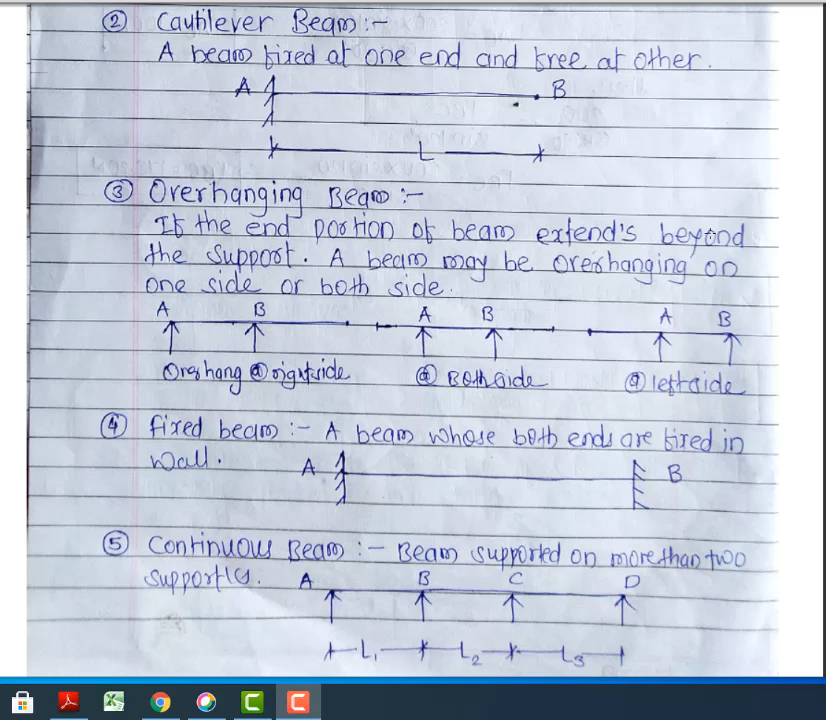 ② Cantilever Beam :-
A beam fixed at one end and free at other.
A B
L
③ Overhanging Beam :-
If the end portion of beam extend's beyond
the support. A beam may be overhanging on
one side or both side.
A B A B A B
Overhang @ rightside @ Bothside @ leftside
④ fixed beam :- A beam whose both ends are fixed in
wall. A B
⑤ Continuous Beam :- Beam supported on more than two
supports. A B C D
L₁ L₂ L₃